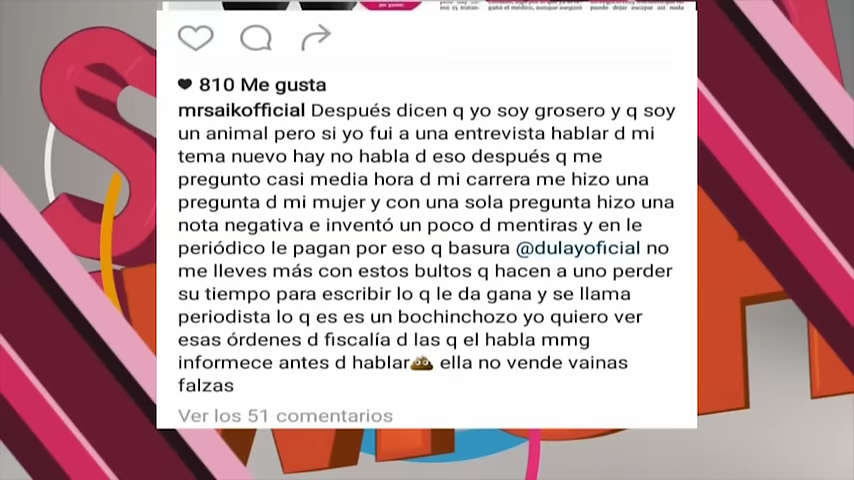 810 Me gusta
mrsaikofficial Después dicen q yo soy grosero y q soy
un animal pero si yo fui a una entrevista hablar d mi
tema nuevo hay no habla d eso después q me
pregunto casi media hora d mi carrera me hizo una
pregunta d mi mujer y con una sola pregunta hizo una
nota negativa e inventó un poco d mentiras y en le
periódico le pagan por eso q basura @dulayoficial no
me lleves más con estos bultos q hacen a uno perder
su tiempo para escribir lo q le da gana y se llama
periodista lo q es es un bochinchozo yo quiero ver
esas órdenes d fiscalía d las q el habla mmg
informece antes d hablar💩 ella no vende vainas
falzas
Ver los 51 comentarios